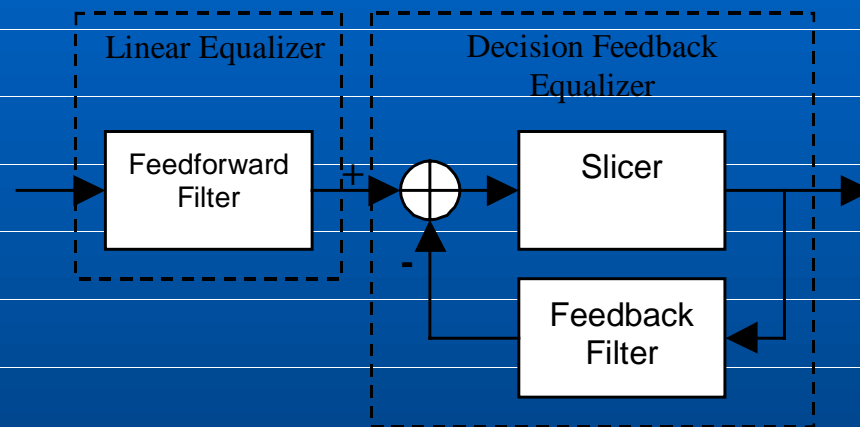 Linear Equalizer
Decision Feedback
Equalizer
Feedforward
Filter
+
Slicer
-
Feedback
Filter